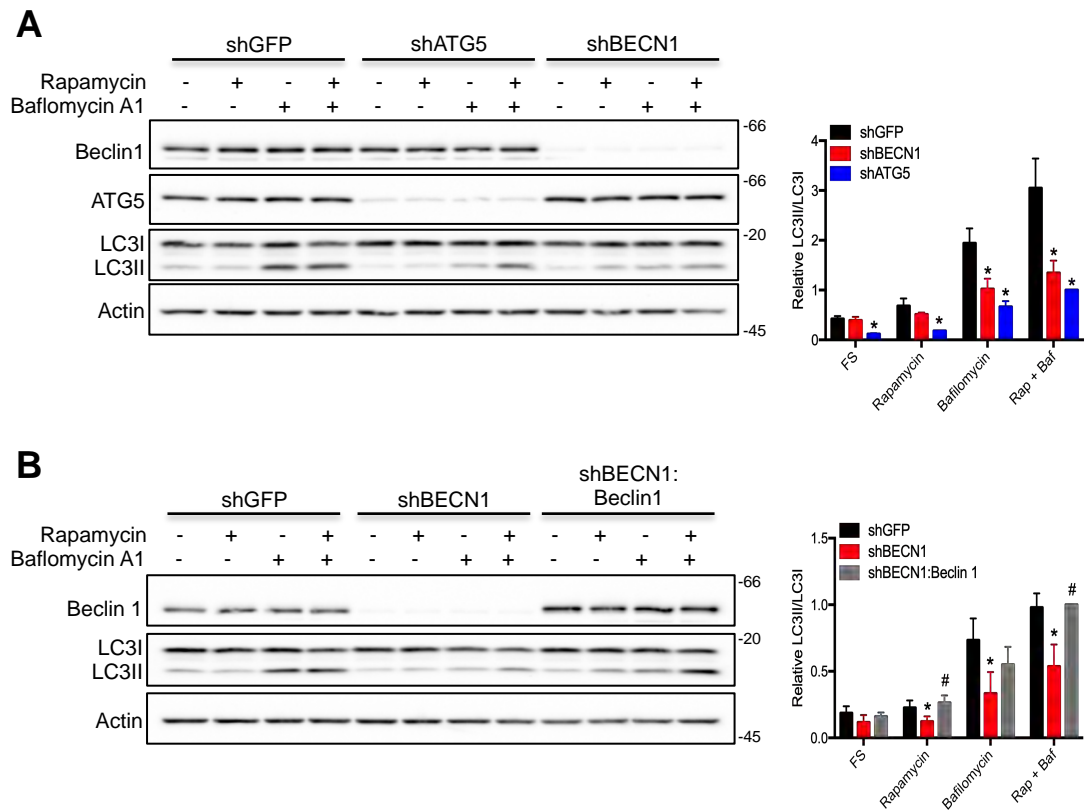 A
shGFP shATG5 shBECN1
Rapamycin - + - + - + - + - + - +
Baflomycin A1 - - + + - - + + - - + +
Beclin1 -66
ATG5 -66
LC3I -20
LC3II
Actin -45
shGFP
shBECN1
shATG5
Relative LC3II/LC3I
4
3
2
1
0
* * * * * *
FS Rapamycin Bafilomycin Rap + Baf
B
shGFP shBECN1 shBECN1:
Beclin1
Rapamycin - + - + - + - + - + - +
Baflomycin A1 - - + + - - + + - - + +
Beclin 1 -66
LC3I -20
LC3II
Actin -45
shGFP
shBECN1
shBECN1:Beclin 1
Relative LC3II/LC3I
1.5
1.0
0.5
0.0
* # * * #
FS Rapamycin Bafilomycin Rap + Baf